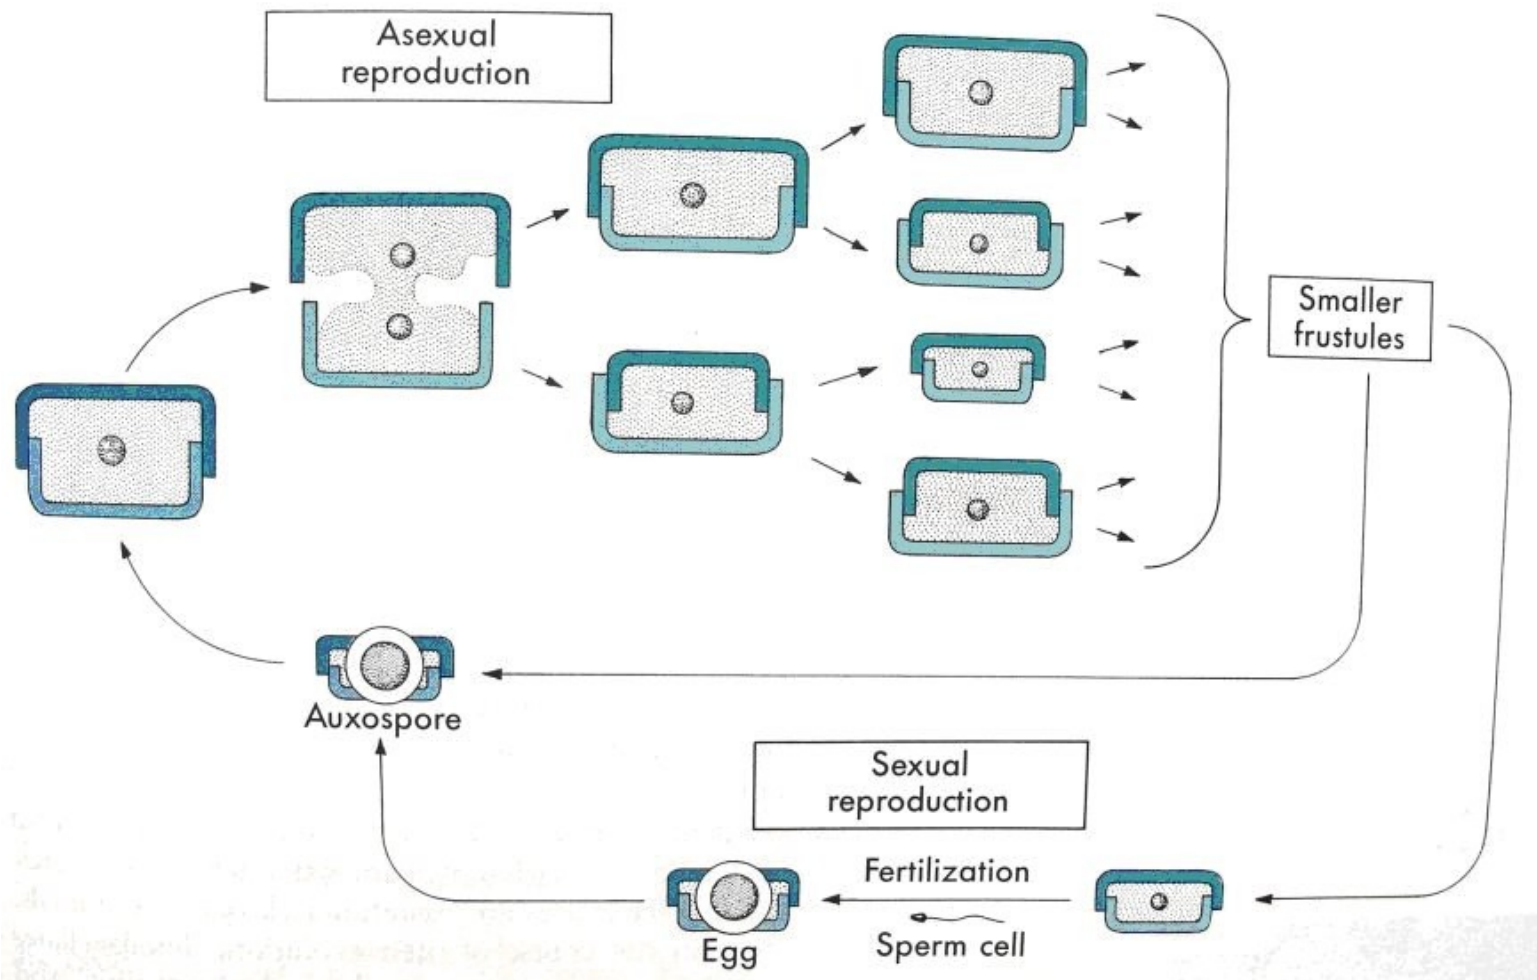 Asexual
reproduction
Smaller
frustules
Auxospore
Sexual
reproduction
Fertilization
Sperm cell
Egg